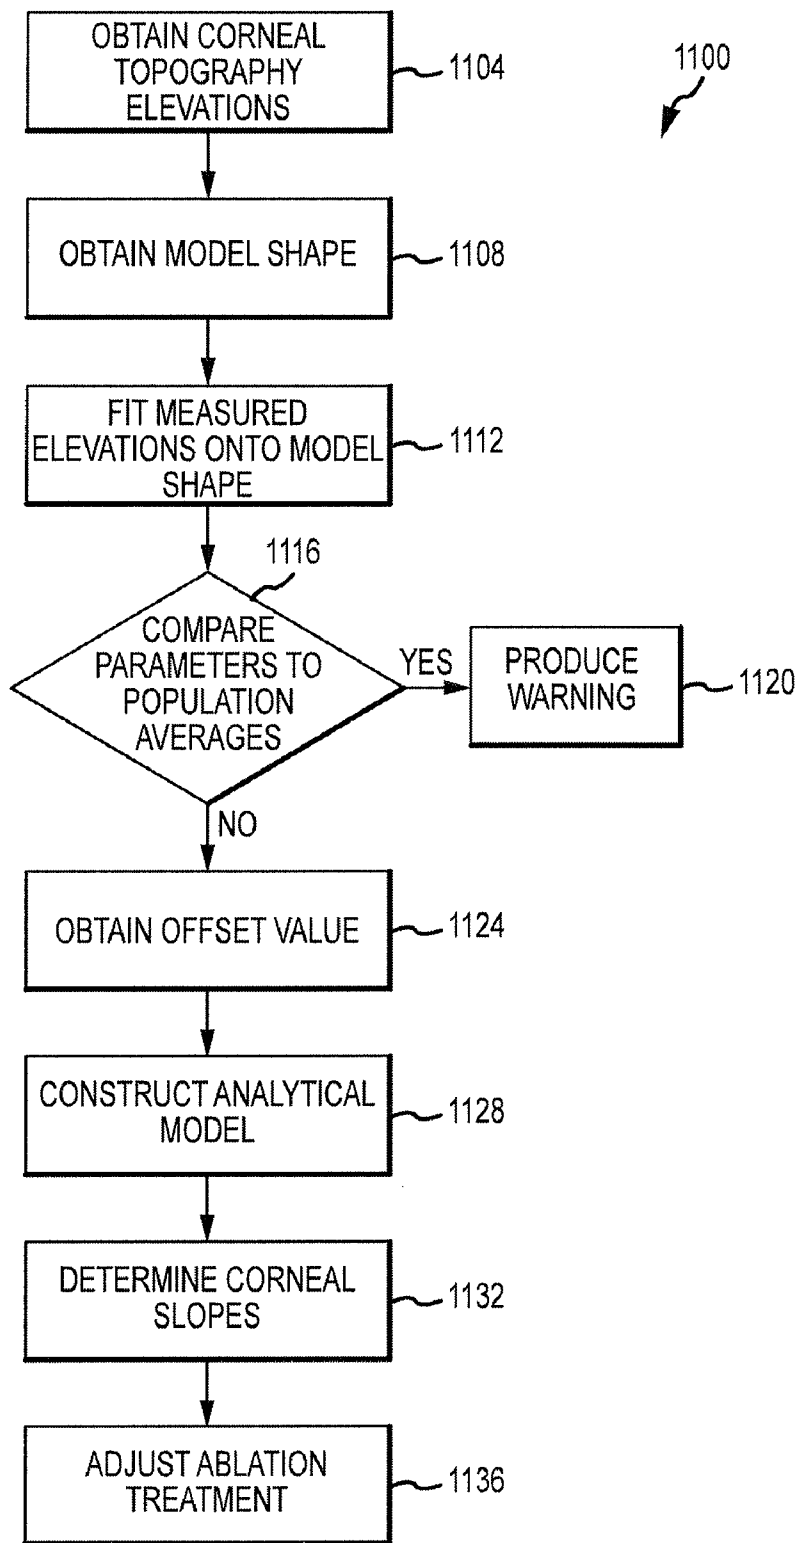 OBTAIN CORNEAL
TOPOGRAPHY
ELEVATIONS
1104
1100
OBTAIN MODEL SHAPE
1108
FIT MEASURED
ELEVATIONS ONTO MODEL
SHAPE
1112
1116
COMPARE
PARAMETERS TO
POPULATION
AVERAGES
YES
PRODUCE
WARNING
1120
NO
OBTAIN OFFSET VALUE
1124
CONSTRUCT ANALYTICAL
MODEL
1128
DETERMINE CORNEAL
SLOPES
1132
ADJUST ABLATION
TREATMENT
1136